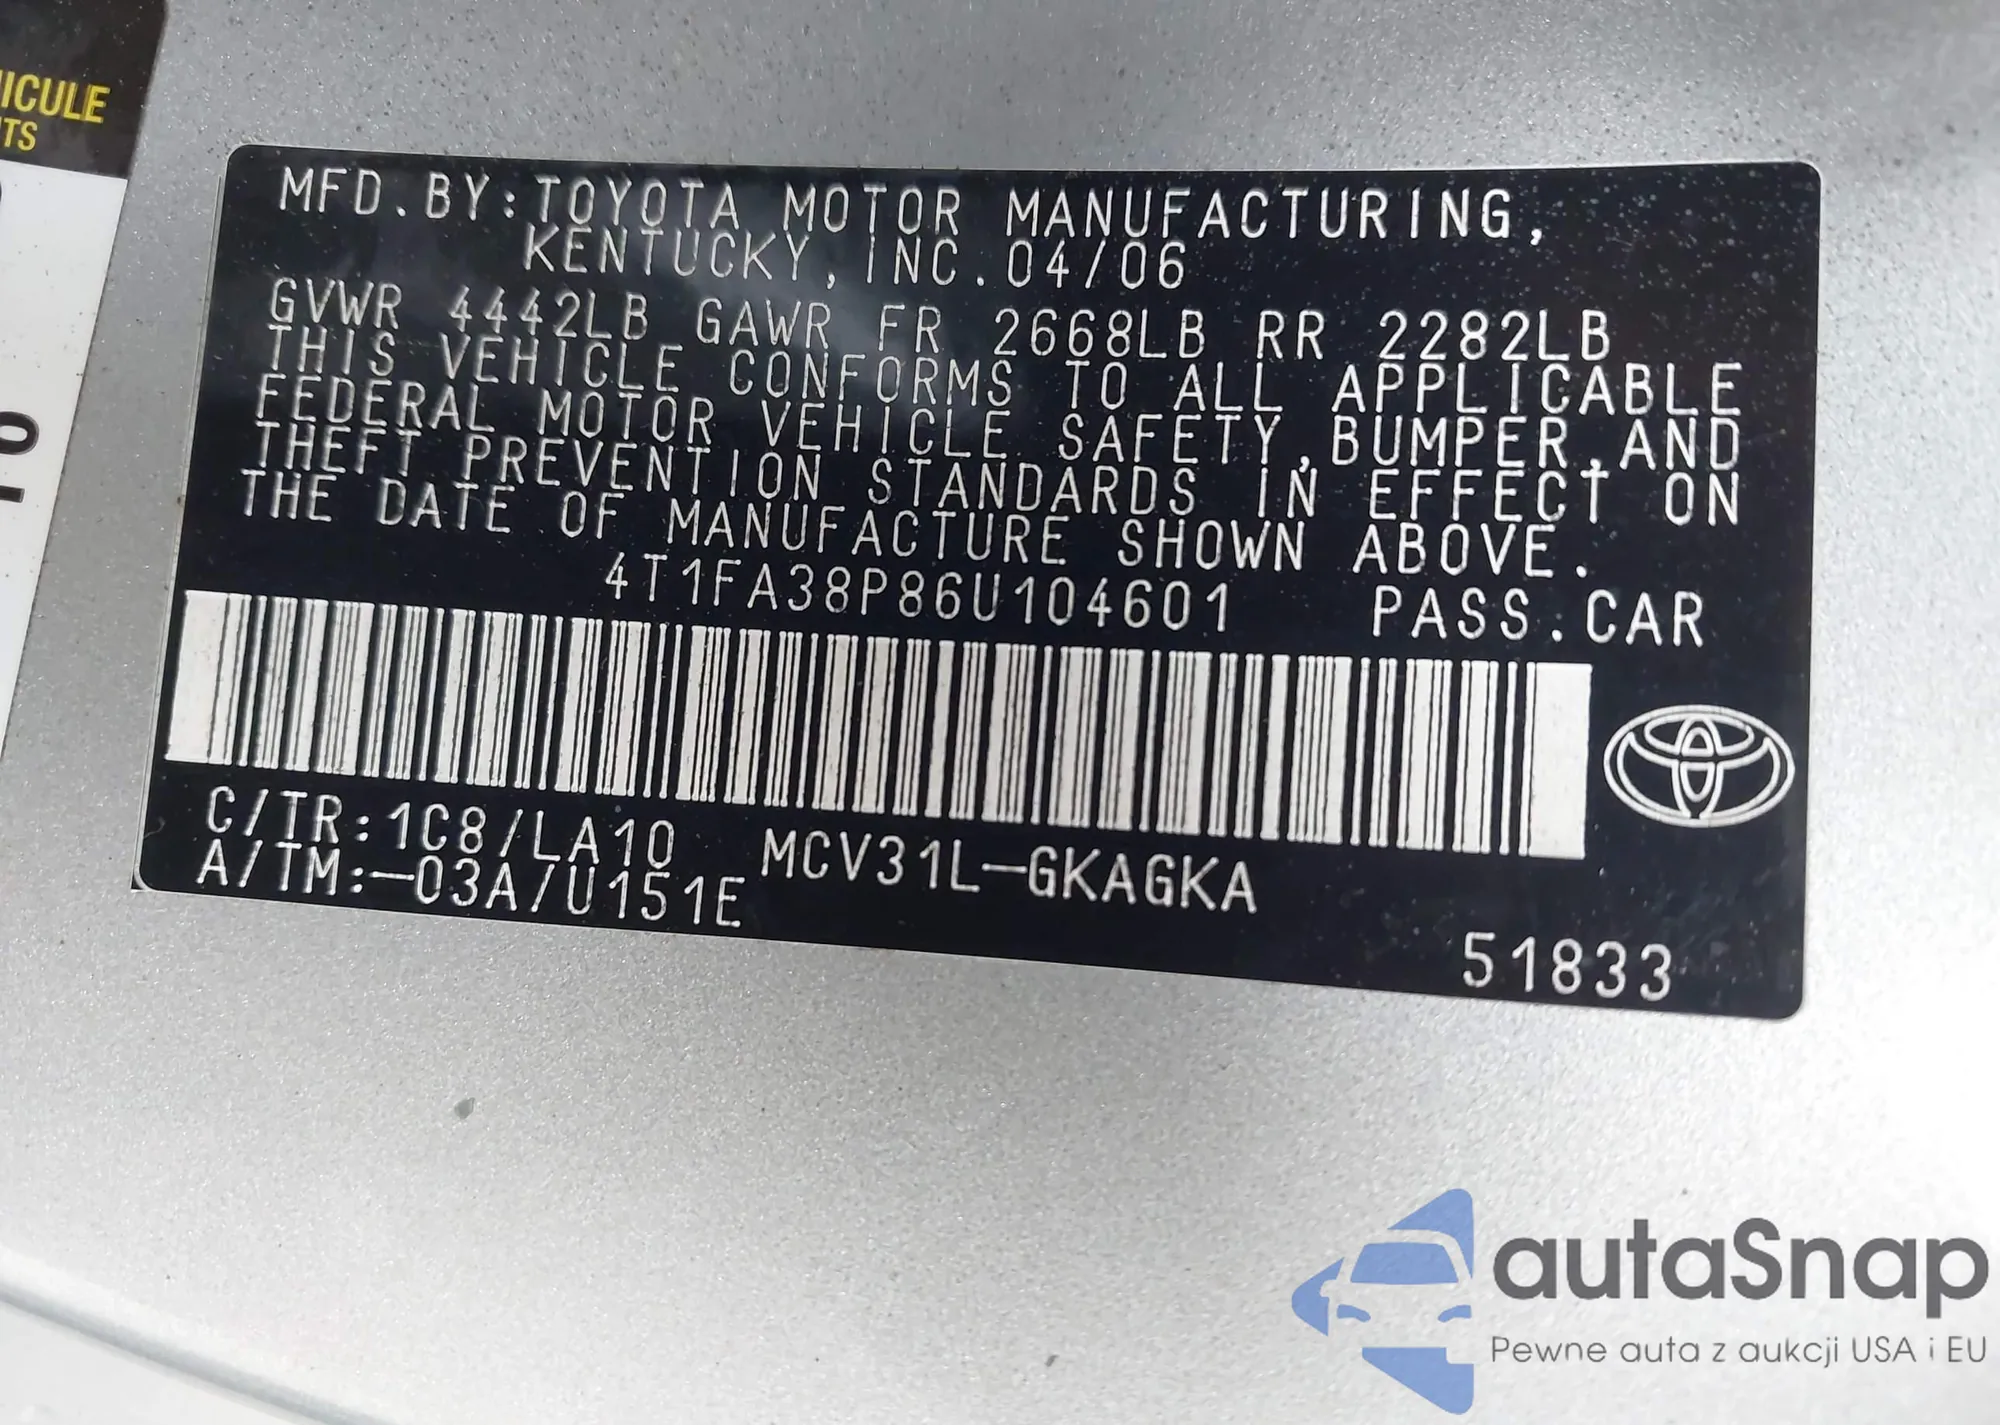 ICULE
TS
10
MFD.BY:TOYOTA MOTOR MANUFACTURING,
KENTUCKY,INC.04/06
GVWR 4442LB GAWR FR 2668LB RR 2282LB
THIS VEHICLE CONFORMS TO ALL APPLICABLE
FEDERAL MOTOR VEHICLE SAFETY,BUMPER,AND
THEFT PREVENTION STANDARDS IN EFFECT ON
THE DATE OF MANUFACTURE SHOWN ABOVE.
4T1FA38P86U104601 PASS.CAR
C/TR:1C8/LA10 MCV31L-GKAGKA
A/TM:-03A/U151E
51833
autaSnap
Pewne auta z aukcji USA i EU